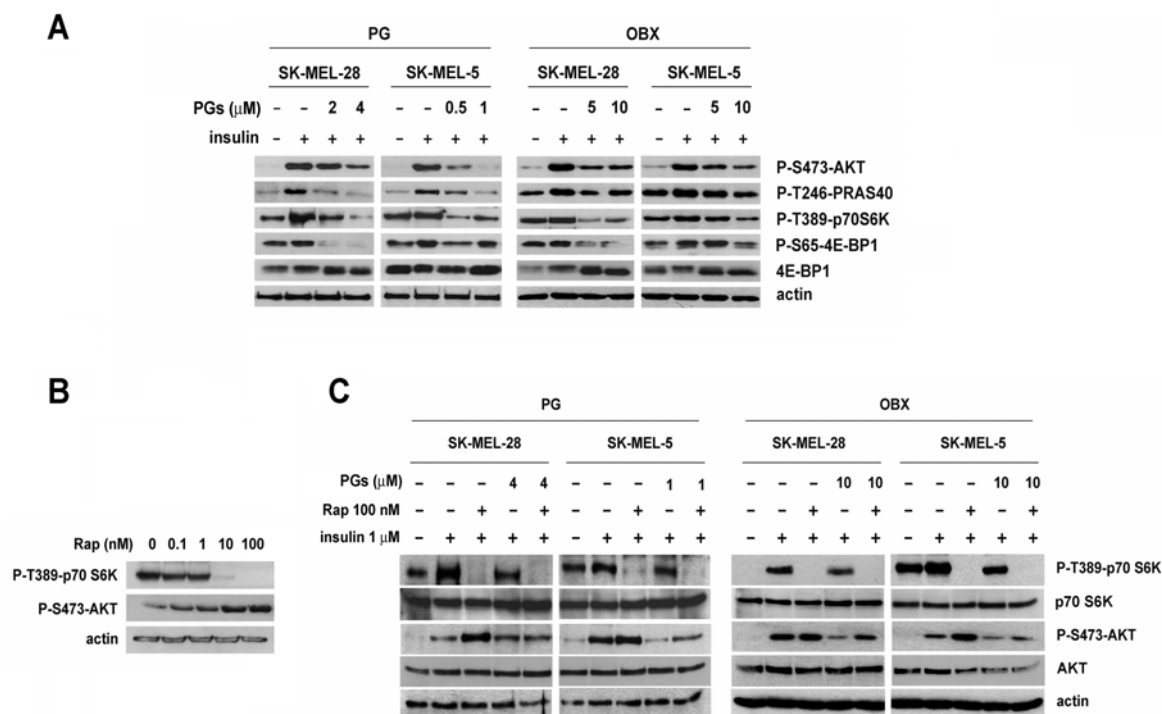 A
PG OBX
SK-MEL-28 SK-MEL-5 SK-MEL-28 SK-MEL-5
PGs (μM) – – 2 4 – – 0.5 1 – – 5 10 – – 5 10
insulin – + + + – + + + – + + + – + + +
P-S473-AKT
P-T246-PRAS40
P-T389-p70S6K
P-S65-4E-BP1
4E-BP1
actin
B
Rap (nM) 0 0.1 1 10 100
P-T389-p70 S6K
P-S473-AKT
actin
C
PG OBX
SK-MEL-28 SK-MEL-5 SK-MEL-28 SK-MEL-5
PGs (μM) – – – 4 4 – – – 1 1 – – – 10 10 – – – 10 10
Rap 100 nM – – + – + – – + – + – – + – + – – + – +
insulin 1 μM – + + + + – + + + + – + + + + – + + + +
P-T389-p70 S6K
p70 S6K
P-S473-AKT
AKT
actin